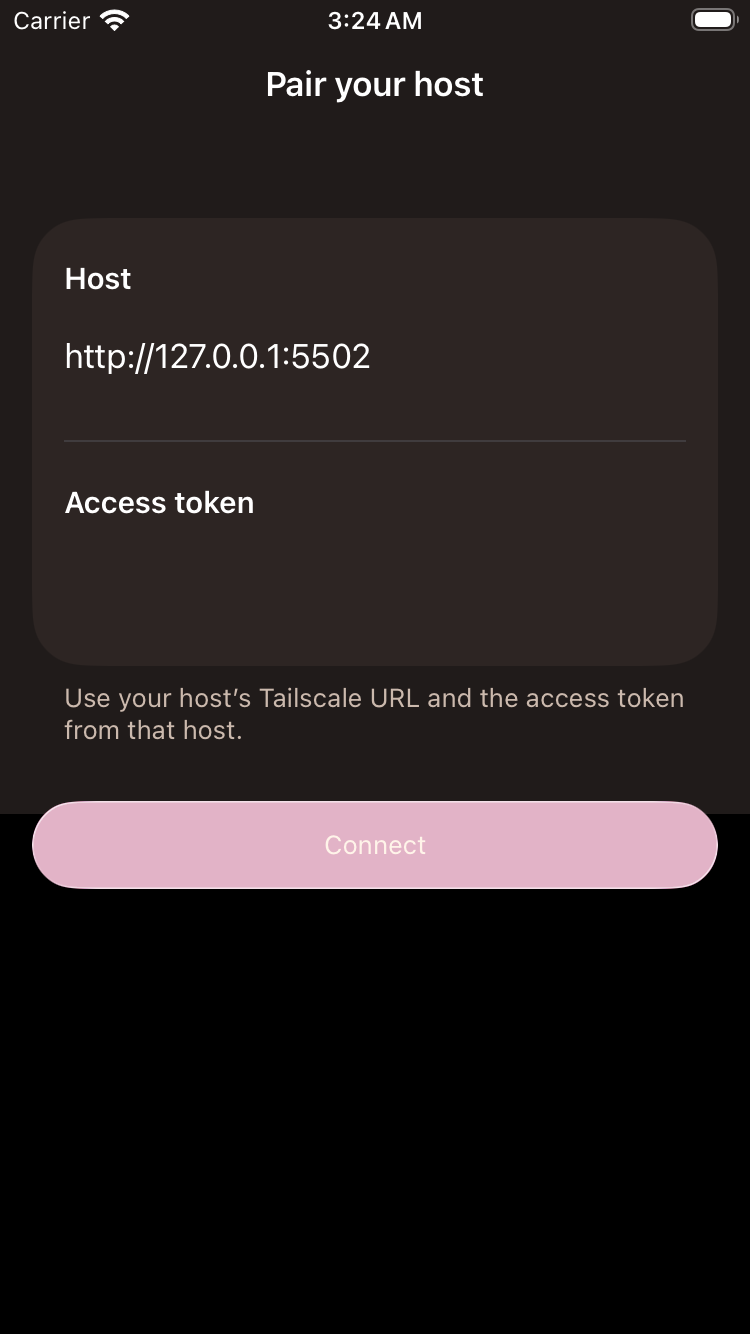 Carrier 3:24 AM
Pair your host
Host
http://127.0.0.1:5502
Access token
Use your host’s Tailscale URL and the access token
from that host.
Connect